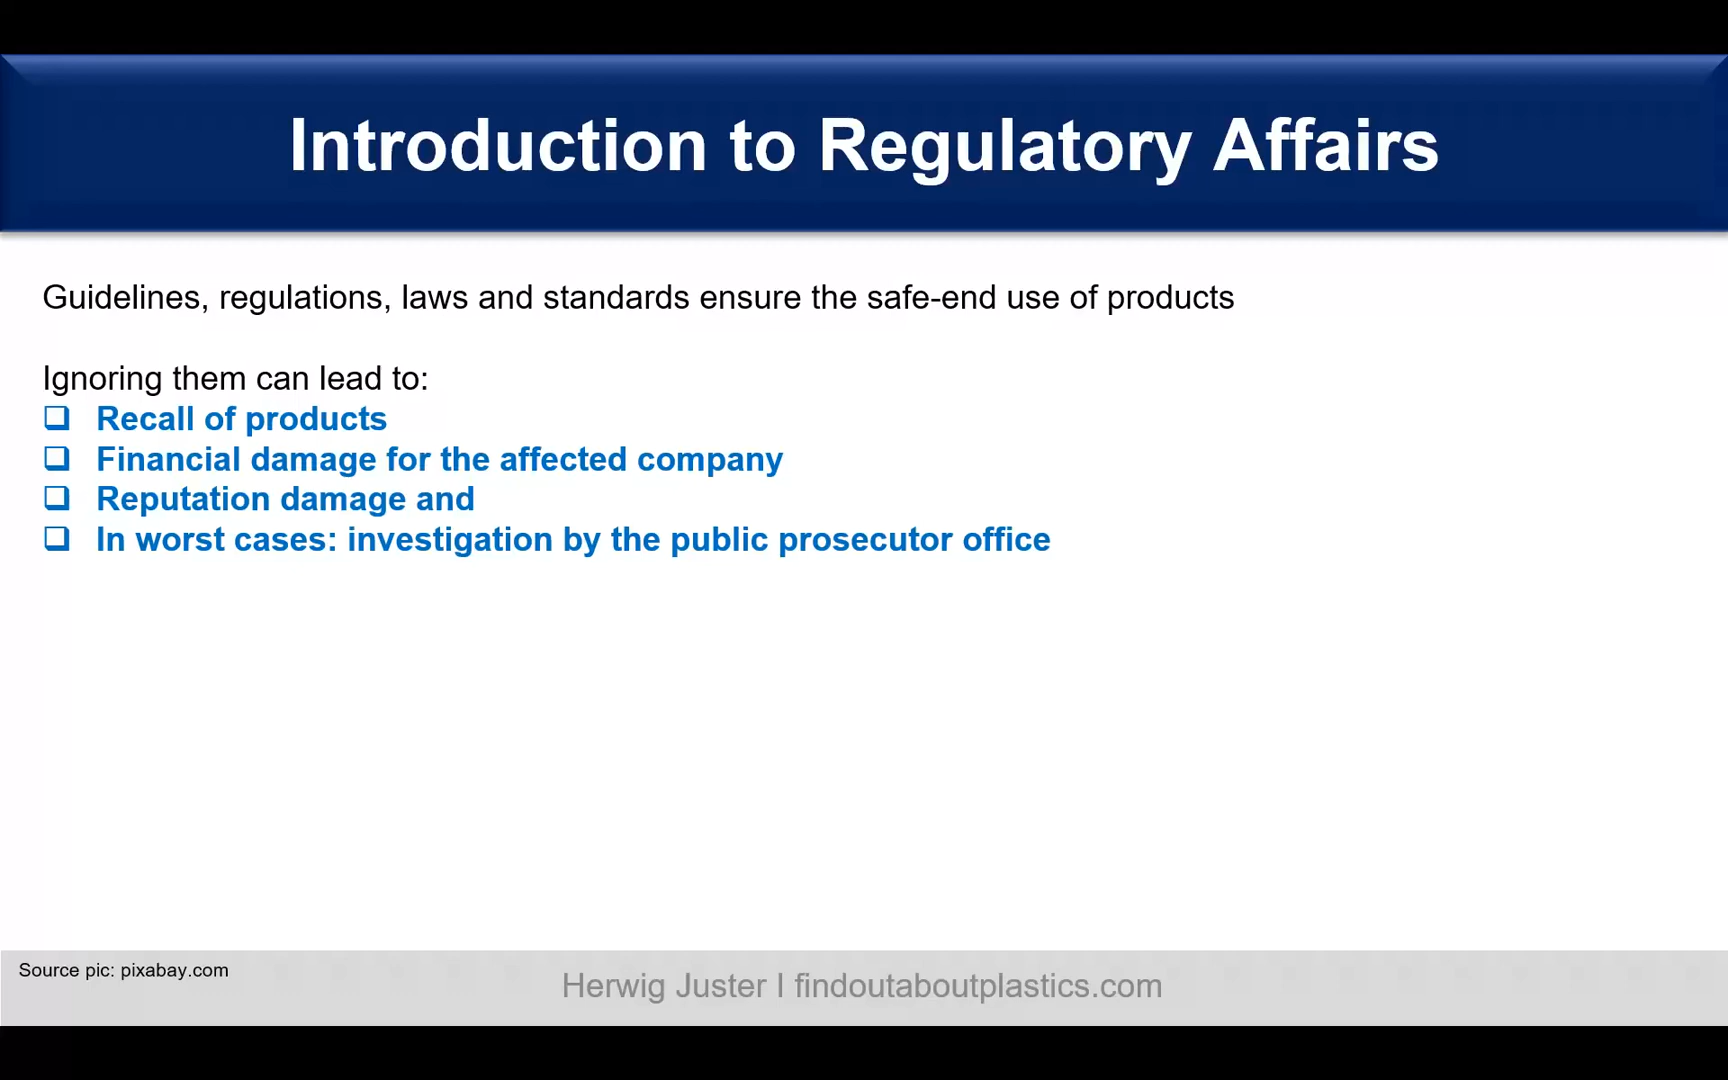 Introduction to Regulatory Affairs
Guidelines, regulations, laws and standards ensure the safe-end use of products
Ignoring them can lead to:
❑ Recall of products
❑ Financial damage for the affected company
❑ Reputation damage and
❑ In worst cases: investigation by the public prosecutor office
Source pic: pixabay.com
Herwig Juster I findoutaboutplastics.com